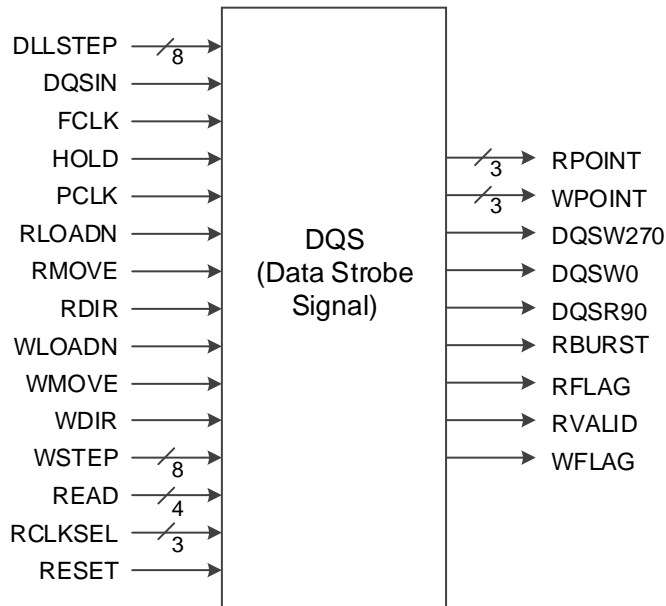 DLLSTEP
8
DQSIN
FCLK
HOLD
PCLK
RLOADN
RMOVE
RDIR
WLOADN
WMOVE
WDIR
WSTEP
8
READ
4
RCLKSEL
3
RESET
DQS
(Data Strobe
Signal)
3
RPOINT
3
WPOINT
DQSW270
DQSW0
DQSR90
RBURST
RFLAG
RVALID
WFLAG